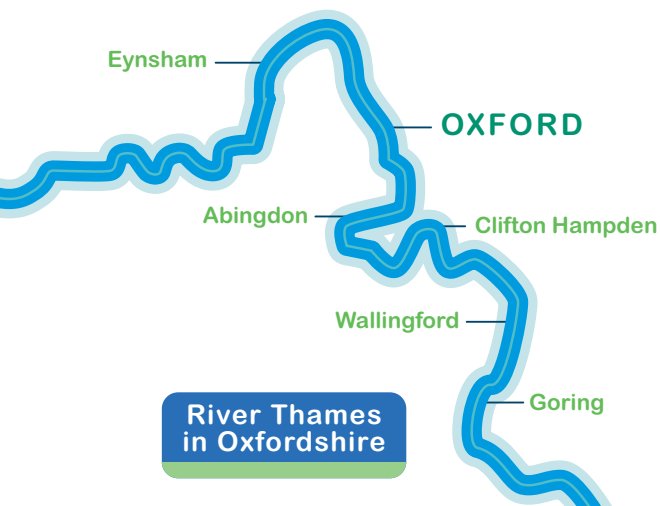 Eynsham
OXFORD
Abingdon
Clifton Hampden
Wallingford
Goring
River Thames
in Oxfordshire